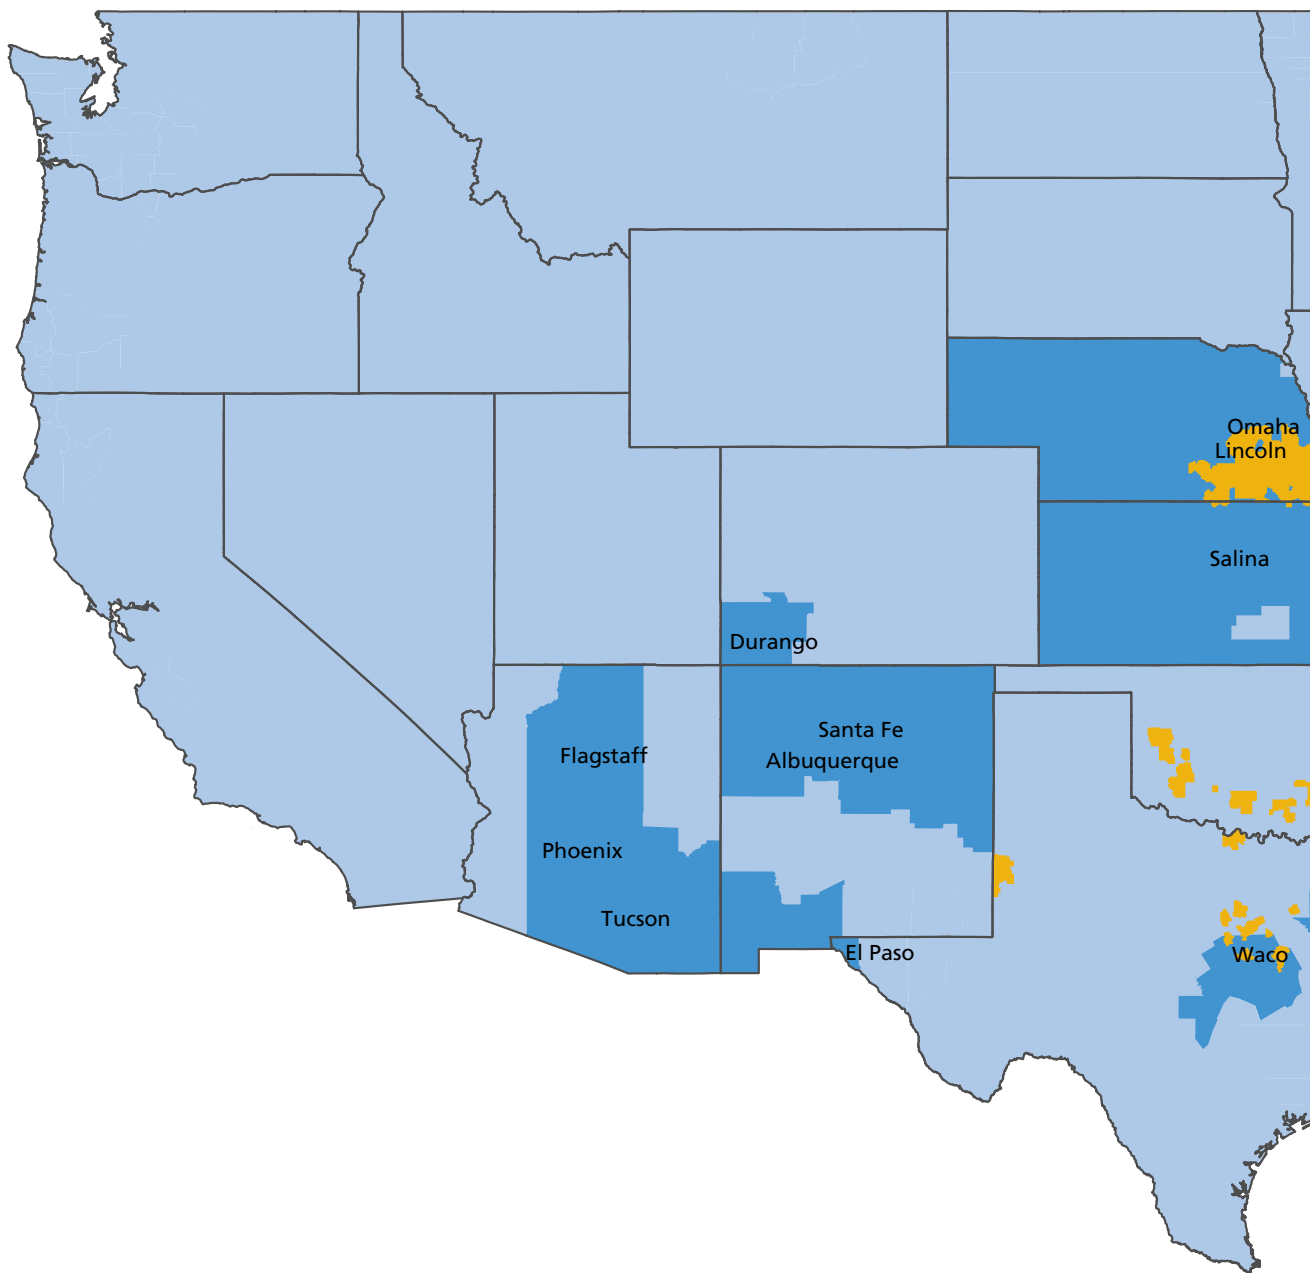 Omaha
Lincoln
Salina
Durango
Santa Fe
Flagstaff
Albuquerque
Phoenix
Tucson
El Paso
Waco